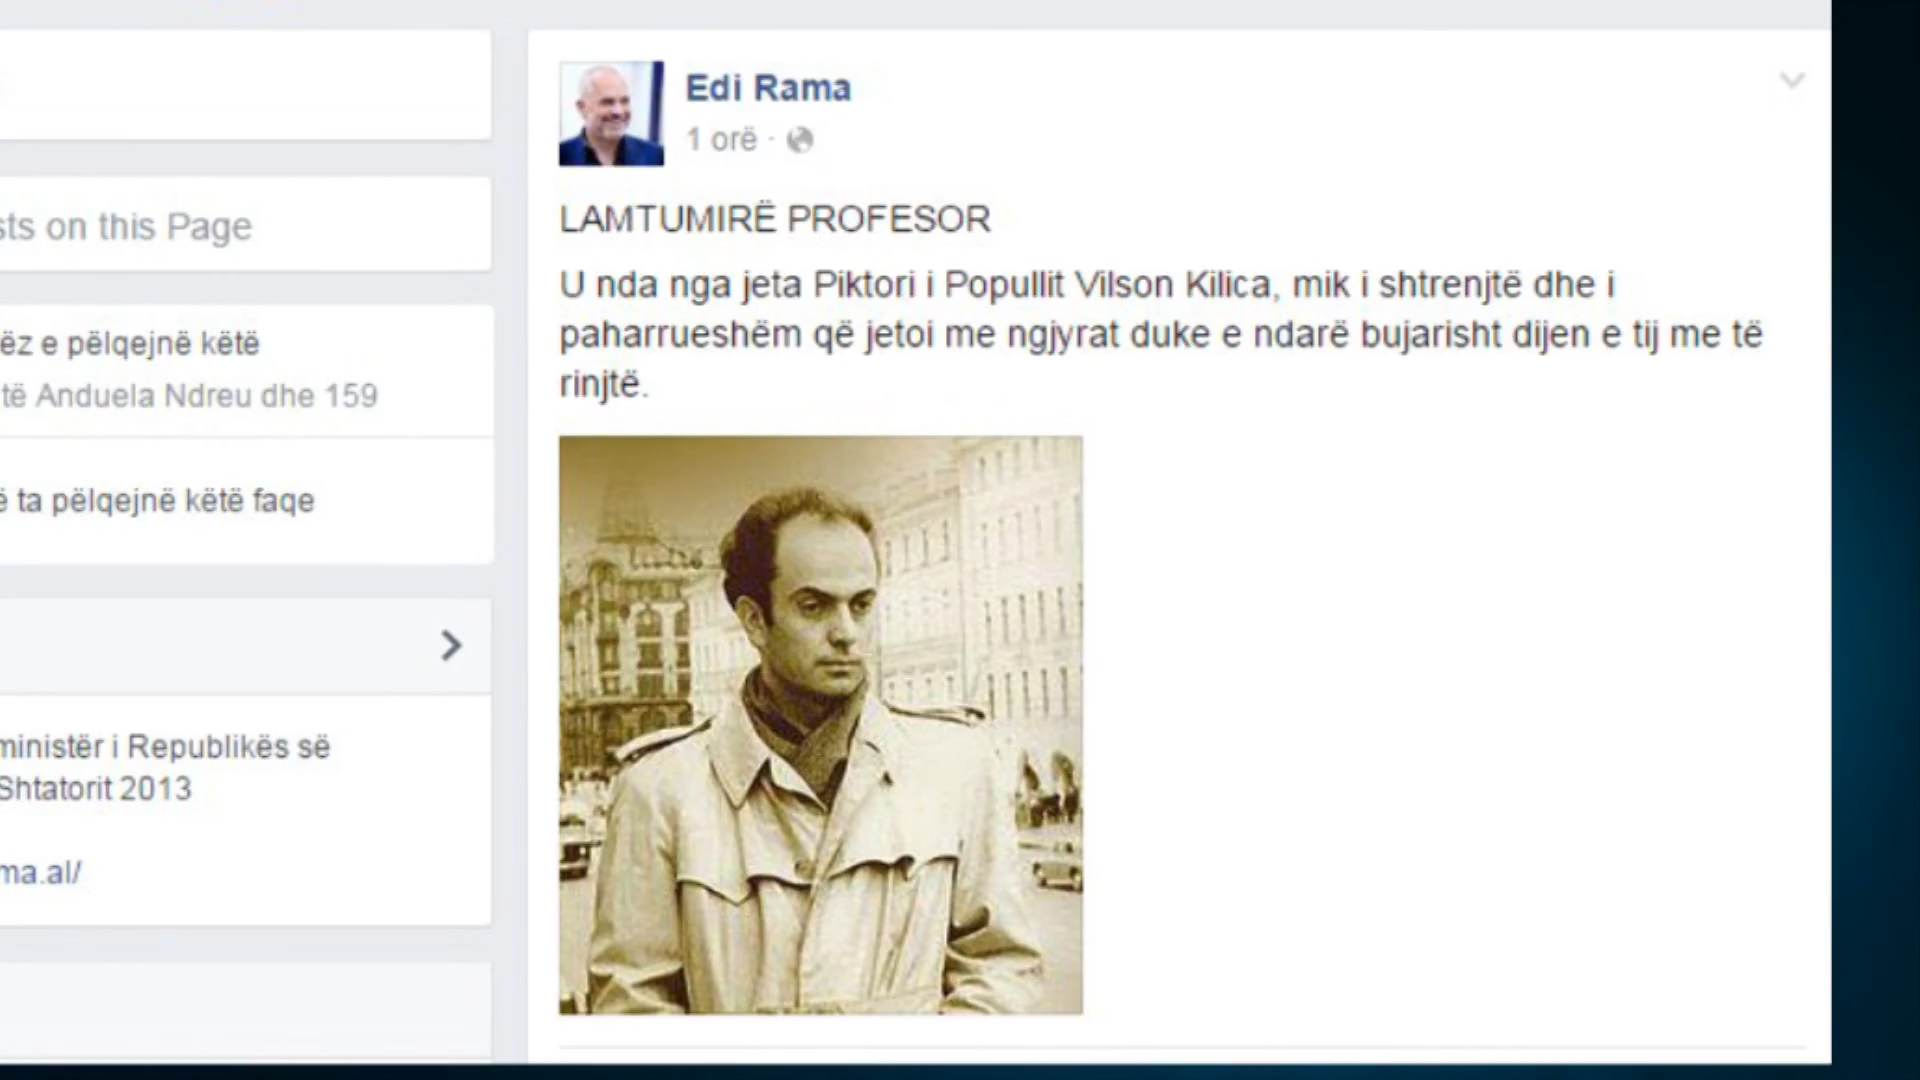 sts on this Page
ëz e pëlqejnë këtë
të Anduela Ndreu dhe 159
ë ta pëlqejnë këtë faqe
ministër i Republikës së
Shtatorit 2013
ma.al/
Edi Rama
1 orë ·
LAMTUMIRË PROFESOR
U nda nga jeta Piktori i Popullit Vilson Kilica, mik i shtrenjtë dhe i
paharrueshëm që jetoi me ngjyrat duke e ndarë bujarisht dijen e tij me të
rinjtë.